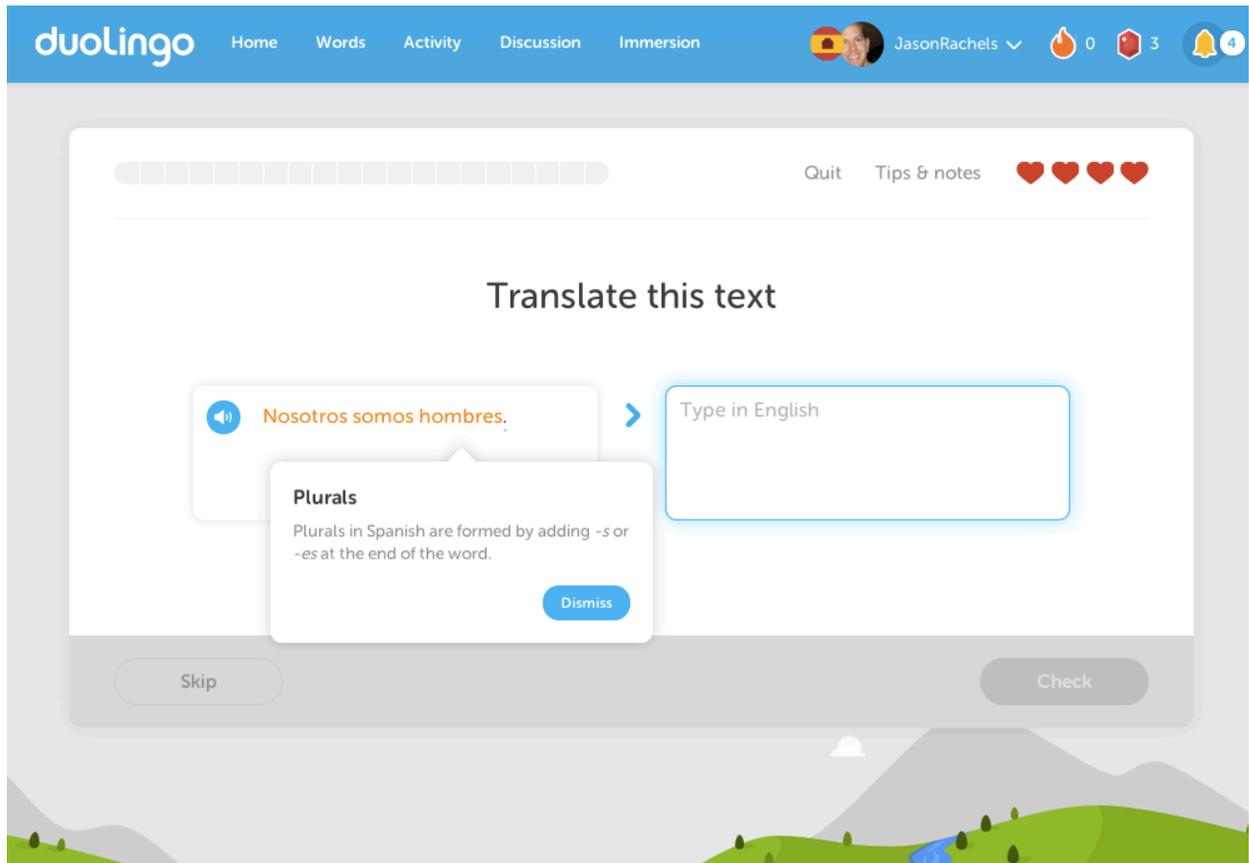 duolingo Home Words Activity Discussion Immersion JasonRachels 0 3 4
Quit Tips & notes
Translate this text
Nosotros somos hombres.
Type in English
Plurals
Plurals in Spanish are formed by adding -s or
-es at the end of the word.
Dismiss
Skip Check